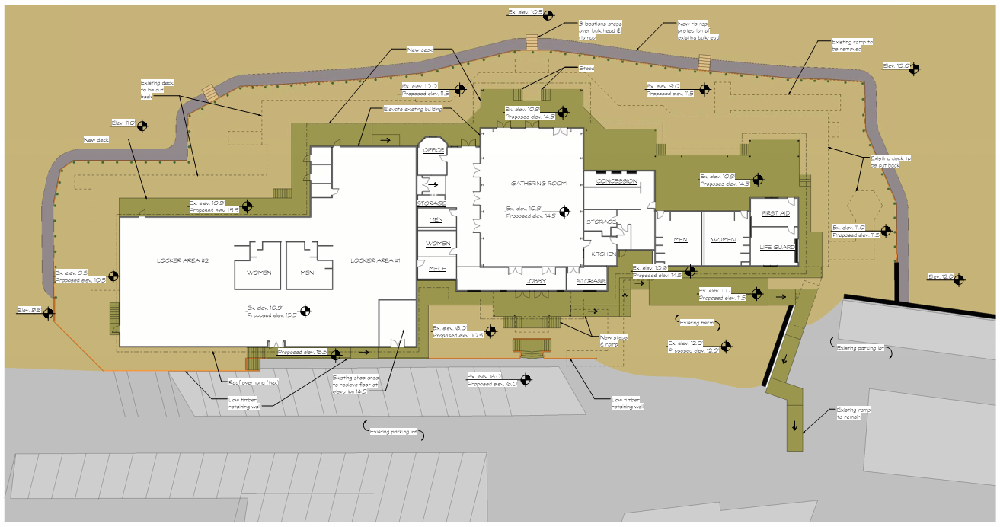 Ex. elev. 10.5
3 locations steps
over bulk head &
rip rap
New rip rap
protection of
existing bulkhead
Existing ramp to
be removed
New deck
Ex. elev. 10.0
Steps
Existing deck
to be cut
back
Ex. elev. 10.0
Proposed elev. 11.5
Ex. elev. 9.0
Proposed elev. 11.5
Elevate existing building
Ex. elev. 10.9
Proposed elev. 14.5
Elev. 11.0
New deck
OFFICE
Existing deck to
be cut back
GATHERING ROOM
CONCESSION
Ex. elev. 10.9
Proposed elev. 14.5
STORAGE
Ex. elev. 10.9
Proposed elev. 15.5
Ex. elev. 10.9
Proposed elev. 14.5
FIRST AID
MEN
STORAGE
Ex. elev. 11.0
Proposed elev. 11.5
MEN
WOMEN
LIFE GUARD
WOMEN
KITCHEN
LOCKER AREA #2
LOCKER AREA #1
MECH
WOMEN
MEN
Ex. elev. 9.5
Proposed elev. 10.5
Ex. elev. 10.9
Proposed elev. 14.5
LOBBY
STORAGE
Elev. 12.0
Ex. elev. 11.0
Proposed elev. 11.5
Elev. 9.5
Ex. elev. 10.9
Proposed elev. 15.5
Existing berm
Ex. elev. 6.0
Proposed elev. 10.5
New steps
& ramp
Ex. elev. 12.0
Proposed elev. 12.0
Existing parking lot
Proposed elev. 15.5
Roof overhang (typ.)
Existing shop area
to recieve floor at
elevation 14.5
Ex. elev. 6.0
Proposed elev. 6.0
Low timber
retaining wall
Low timber
retaining wall
Existing ramp
to remain
Existing parking lot